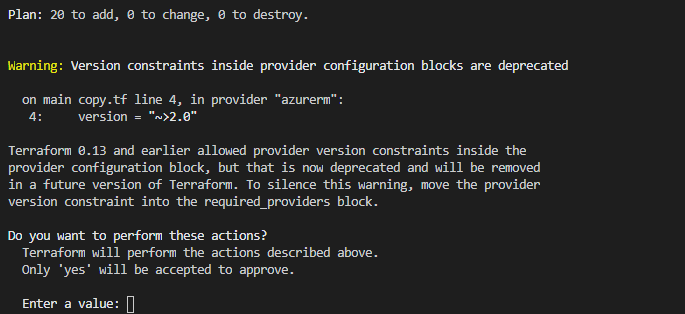 Plan: 20 to add, 0 to change, 0 to destroy.
Warning: Version constraints inside provider configuration blocks are deprecated
on main copy.tf line 4, in provider "azurerm":
4: version = "~>2.0"
Terraform 0.13 and earlier allowed provider version constraints inside the
provider configuration block, but that is now deprecated and will be removed
in a future version of Terraform. To silence this warning, move the provider
version constraint into the required_providers block.
Do you want to perform these actions?
Terraform will perform the actions described above.
Only 'yes' will be accepted to approve.
Enter a value: